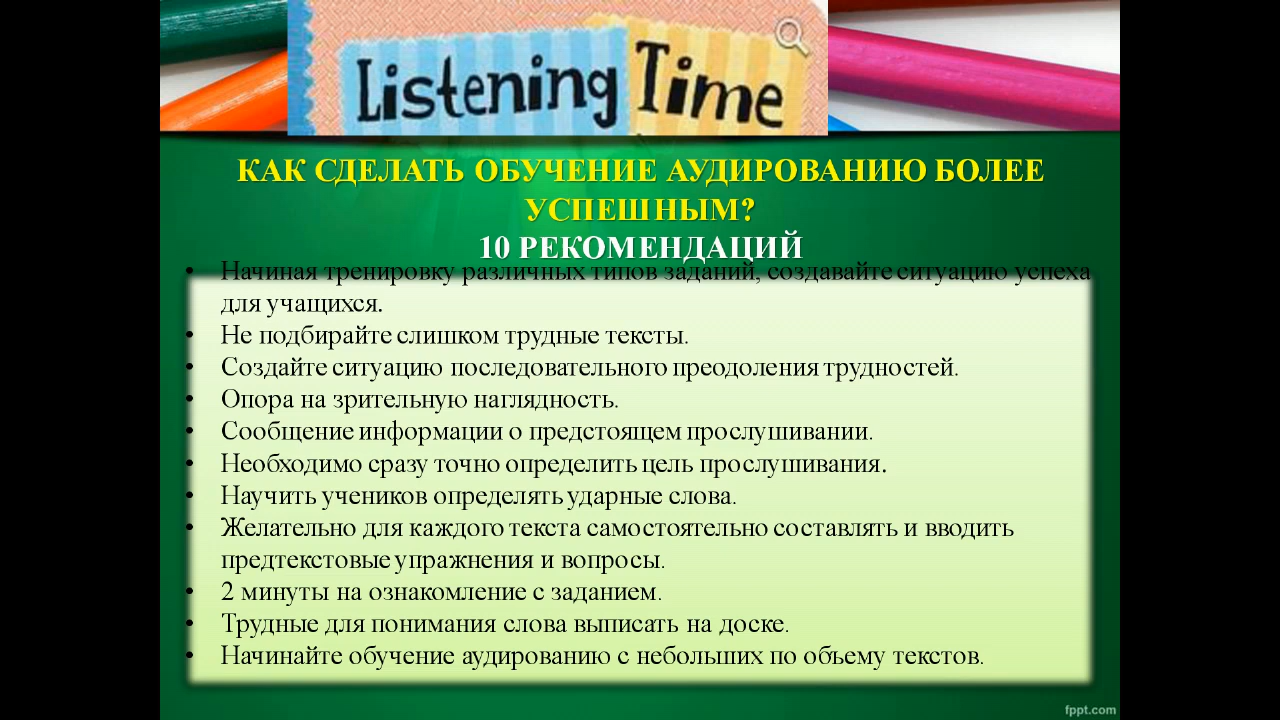 Listening Time
КАК СДЕЛАТЬ ОБУЧЕНИЕ АУДИРОВАНИЮ БОЛЕЕ
УСПЕШНЫМ?
10 РЕКОМЕНДАЦИЙ
• Начиная тренировку различных типов заданий, создавайте ситуацию успеха
для учащихся.
• Не подбирайте слишком трудные тексты.
• Создайте ситуацию последовательного преодоления трудностей.
• Опора на зрительную наглядность.
• Сообщение информации о предстоящем прослушивании.
• Необходимо сразу точно определить цель прослушивания.
• Научить учеников определять ударные слова.
• Желательно для каждого текста самостоятельно составлять и вводить
предтекстовые упражнения и вопросы.
• 2 минуты на ознакомление с заданием.
• Трудные для понимания слова выписать на доске.
• Начинайте обучение аудированию с небольших по объему текстов.
fppt.com